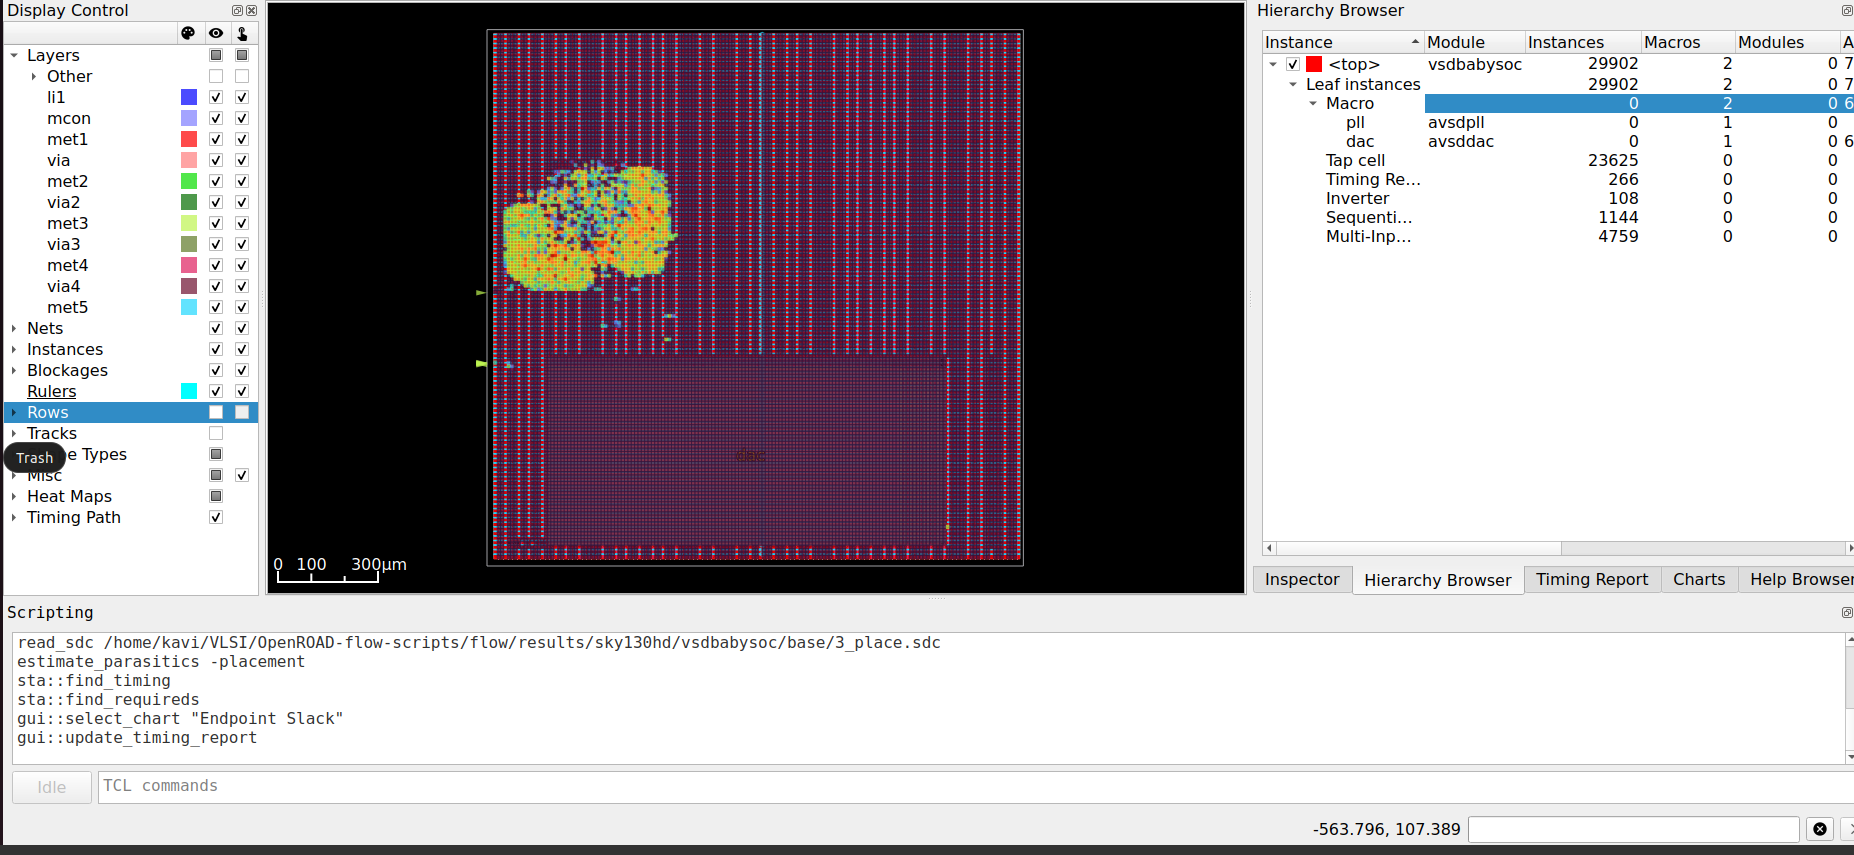 Display Control
Layers
Other
li1
mcon
met1
via
met2
via2
met3
via3
met4
via4
met5
Nets
Instances
Blockages
Rulers
Rows
Tracks
Trash
e Types
Misc
Heat Maps
Timing Path
dac
0 100 300μm
Hierarchy Browser
Instance Module Instances Macros Modules A
<top> vsdbabysoc 29902 2 0 7
Leaf instances 29902 2 0 7
Macro 0 2 0 6
pll avsdpll 0 1 0
dac avsddac 0 1 0 6
Tap cell 23625 0 0
Timing Re... 266 0 0
Inverter 108 0 0
Sequenti... 1144 0 0
Multi-Inp... 4759 0 0
Inspector Hierarchy Browser Timing Report Charts Help Browser
Scripting
read_sdc /home/kavi/VLSI/OpenROAD-flow-scripts/flow/results/sky130hd/vsdbabysoc/base/3_place.sdc
estimate_parasitics -placement
sta::find_timing
sta::find_requireds
gui::select_chart "Endpoint Slack"
gui::update_timing_report
Idle TCL commands
-563.796, 107.389